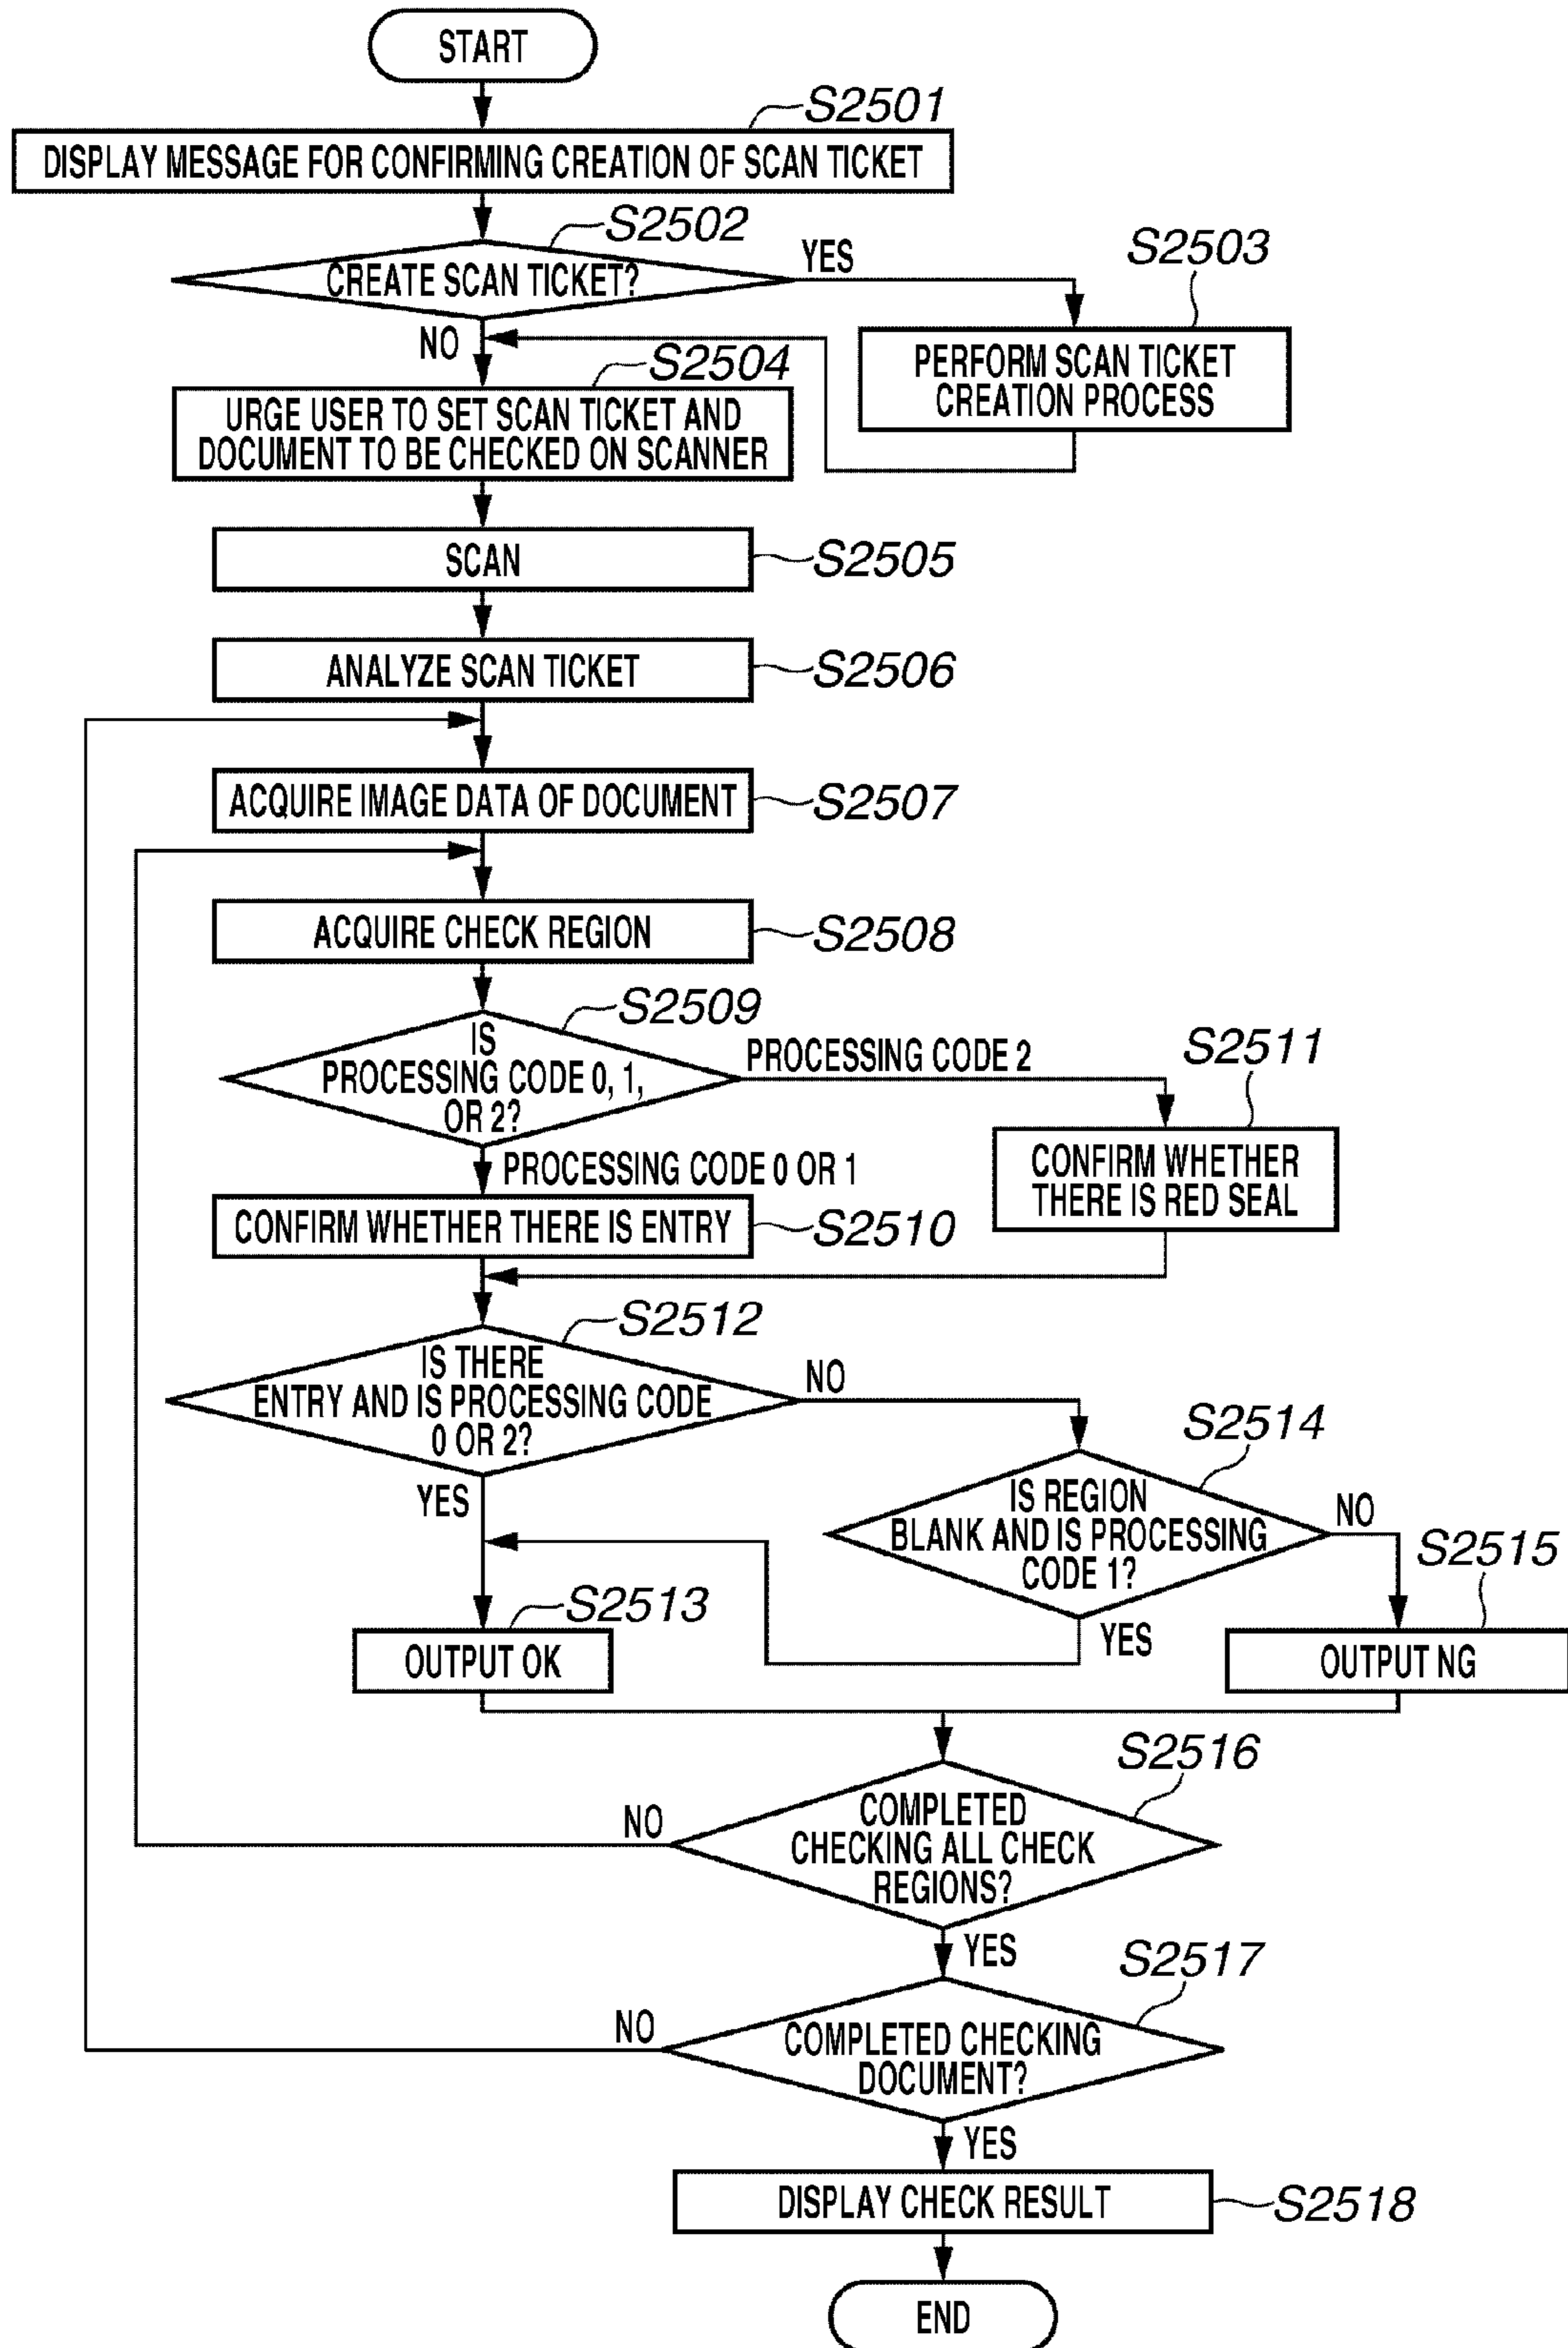 START
S2501
DISPLAY MESSAGE FOR CONFIRMING CREATION OF SCAN TICKET
S2502
CREATE SCAN TICKET?
YES
S2503
NO
PERFORM SCAN TICKET
CREATION PROCESS
S2504
URGE USER TO SET SCAN TICKET AND
DOCUMENT TO BE CHECKED ON SCANNER
SCAN
S2505
ANALYZE SCAN TICKET
S2506
ACQUIRE IMAGE DATA OF DOCUMENT
S2507
ACQUIRE CHECK REGION
S2508
S2509
IS
PROCESSING CODE 0, 1,
OR 2?
PROCESSING CODE 2
S2511
CONFIRM WHETHER
THERE IS RED SEAL
PROCESSING CODE 0 OR 1
CONFIRM WHETHER THERE IS ENTRY
S2510
S2512
IS THERE
ENTRY AND IS PROCESSING CODE
0 OR 2?
NO
S2514
YES
IS REGION
BLANK AND IS PROCESSING
CODE 1?
NO
S2515
S2513
OUTPUT OK
YES
OUTPUT NG
S2516
COMPLETED
CHECKING ALL CHECK
REGIONS?
NO
YES
S2517
COMPLETED CHECKING
DOCUMENT?
NO
YES
DISPLAY CHECK RESULT
S2518
END